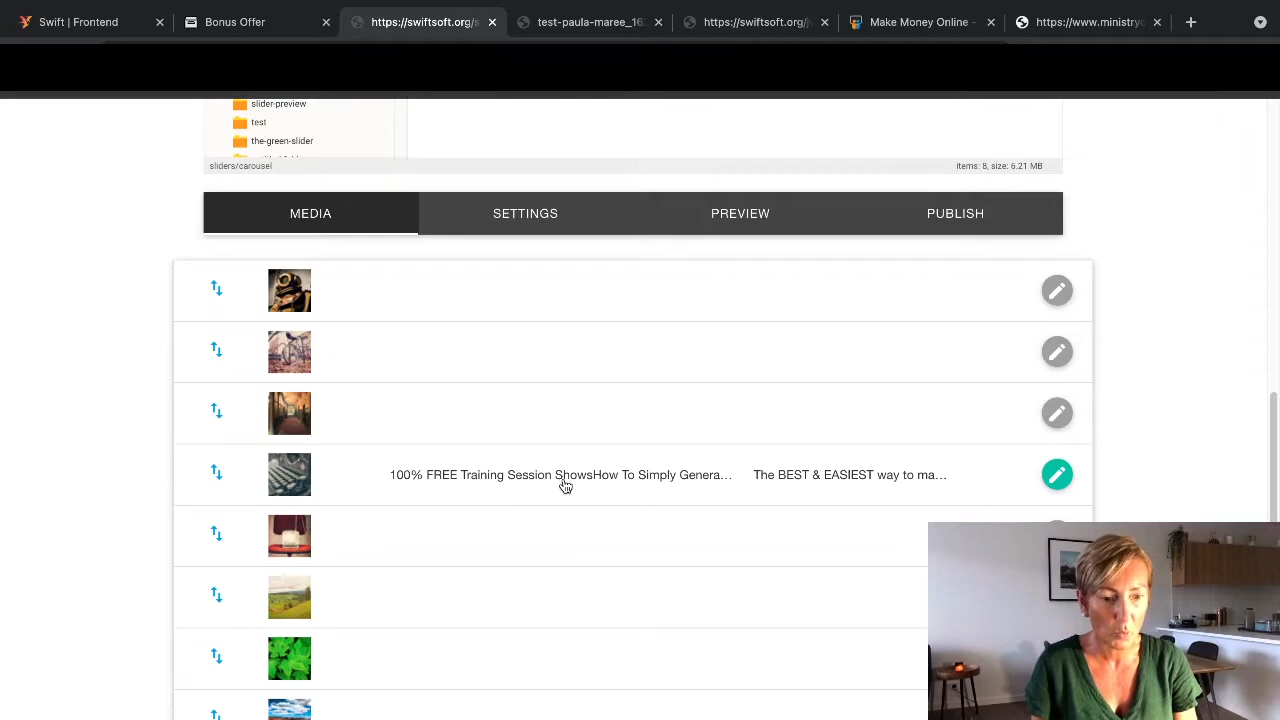 Swift | Frontend
Bonus Offer
https://swiftsoft.org/s
test-paula-maree_16
https://swiftsoft.org/j
Make Money Online -
https://www.ministryo
slider-preview
test
the-green-slider
sliders/carousel
items: 8, size: 6.21 MB
MEDIA
SETTINGS
PREVIEW
PUBLISH
100% FREE Training Session ShowsHow To Simply Genera...
The BEST & EASIEST way to ma...